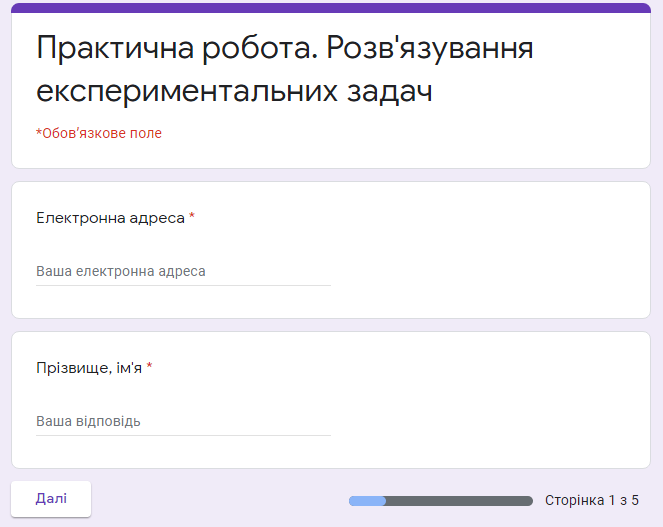 Практична робота. Розв'язування
експериментальних задач
*Обов'язкове поле
Електронна адреса *
Ваша електронна адреса
Прізвище, ім'я *
Ваша відповідь
Далі
Сторінка 1 з 5